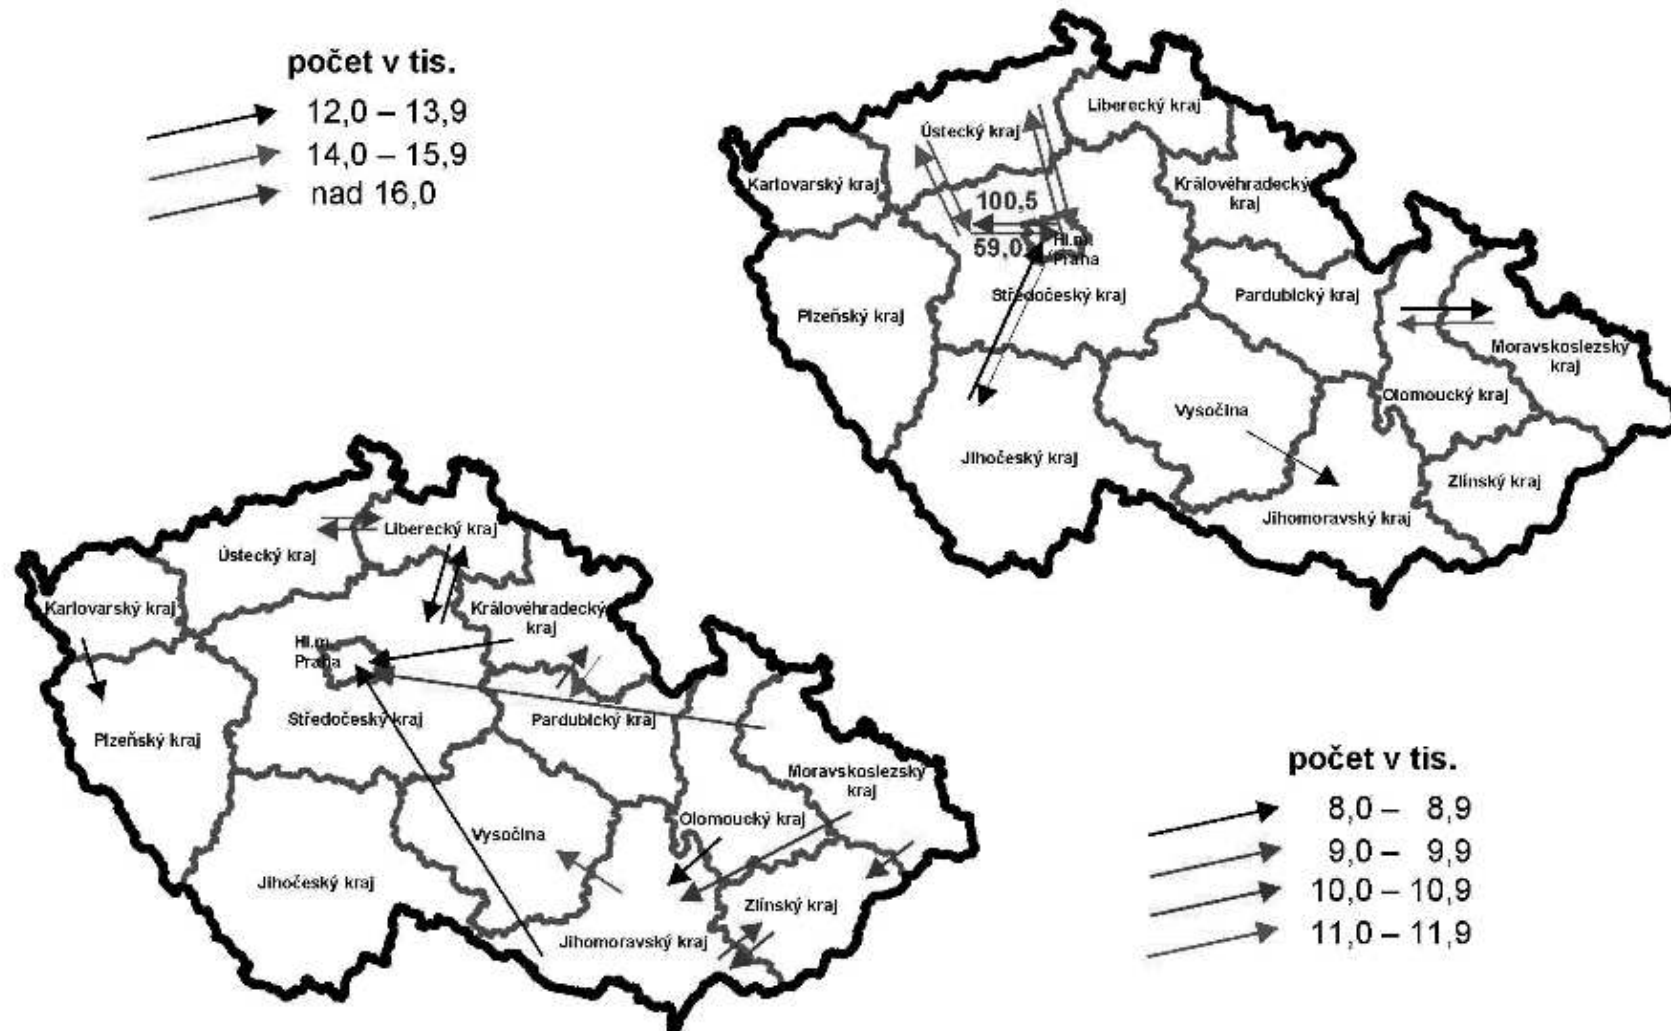 počet v tis.
12,0 – 13,9
14,0 – 15,9
nad 16,0
Liberecký kraj
Ústecký kraj
Karlovarský kraj
Královéhradecký
kraj
100,5
59,0
Hl.m.
Praha
Středočeský kraj
Pardubický kraj
Plzeňský kraj
Moravskoslezský
kraj
Olomoucký kraj
Vysočina
Jihočeský kraj
Zlínský kraj
Jihomoravský kraj
Liberecký kraj
Ústecký kraj
Karlovarský kraj
Královéhradecký
kraj
Hl.m.
Praha
Středočeský kraj
Pardubický kraj
Plzeňský kraj
Moravskoslezský
kraj
Olomoucký kraj
Vysočina
Jihočeský kraj
Zlínský kraj
Jihomoravský kraj
počet v tis.
8,0 – 8,9
9,0 – 9,9
10,0 – 10,9
11,0 – 11,9